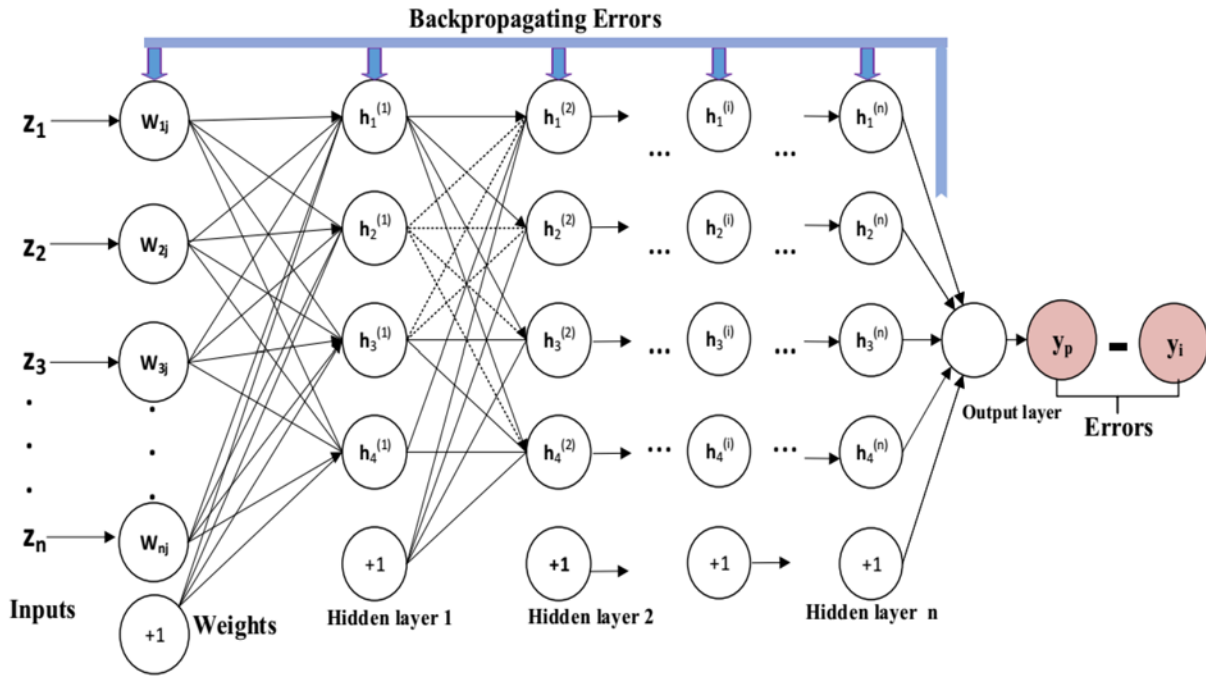 Backpropagating Errors
z1 W1j h1(1) h1(2) h1(i) h1(n)
... ...
z2 W2j h2(1) h2(2) ... h2(i) ... h2(n)
z3 W3j h3(1) h3(2) ... h3(i) ... h3(n) yp - yi
Output layer Errors
h4(1) h4(2) ... h4(i) ... h4(n)
zn Wnj
+1 +1 +1 +1
Inputs +1 Weights Hidden layer 1 Hidden layer 2 Hidden layer n